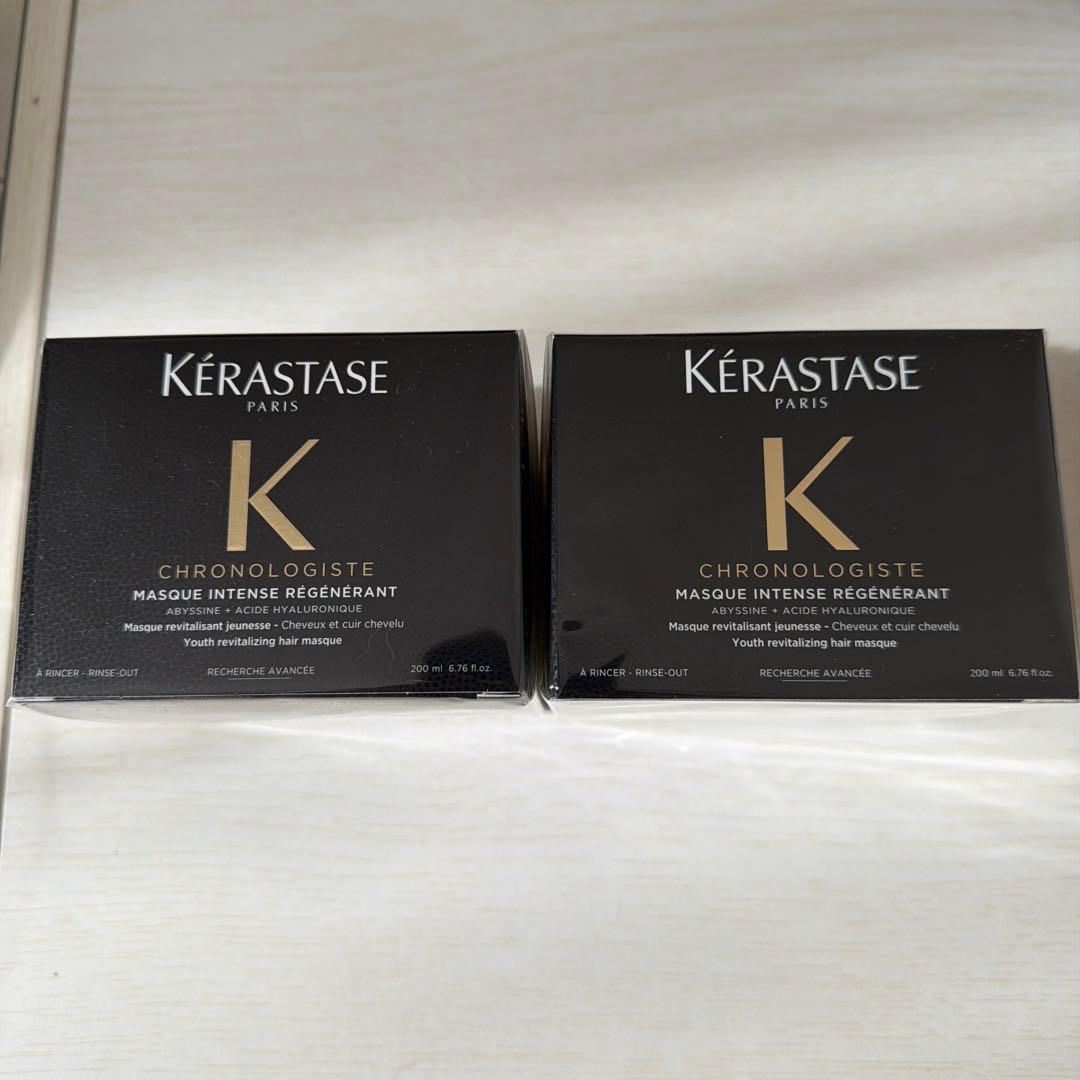 KÉRASTASE
PARIS
K
CHRONOLOGISTE
MASQUE INTENSE RÉGÉNÉRANT
ABYSSINE + ACIDE HYALURONIQUE
Masque revitalisant jeunesse - Cheveux et cuir chevelu
Youth revitalizing hair masque
À RINCER - RINSE-OUT
RECHERCHE AVANCÉE
200 ml 6.76 fl.oz.
KÉRASTASE
PARIS
K
CHRONOLOGISTE
MASQUE INTENSE RÉGÉNÉRANT
ABYSSINE + ACIDE HYALURONIQUE
Masque revitalisant jeunesse - Cheveux et cuir chevelu
Youth revitalizing hair masque
À RINCER - RINSE-OUT
RECHERCHE AVANCÉE
200 ml 6.76 fl.oz.